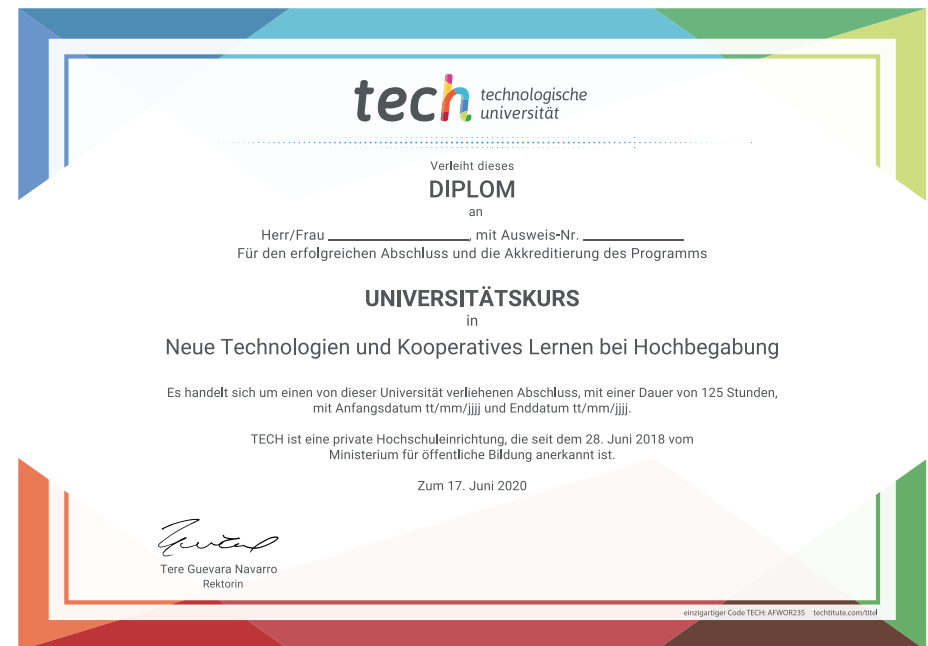 tech technologische
universität
Verleiht dieses
DIPLOM
an
Herr/Frau ____________________, mit Ausweis-Nr. ______________
Für den erfolgreichen Abschluss und die Akkreditierung des Programms
UNIVERSITÄTSKURS
in
Neue Technologien und Kooperatives Lernen bei Hochbegabung
Es handelt sich um einen von dieser Universität verliehenen Abschluss, mit einer Dauer von 125 Stunden,
mit Anfangsdatum tt/mm/jjjj und Enddatum tt/mm/jjjj.
TECH ist eine private Hochschuleinrichtung, die seit dem 28. Juni 2018 vom
Ministerium für öffentliche Bildung anerkannt ist.
Zum 17. Juni 2020
Tere Guevara Navarro
Rektorin
einzigartiger Code TECH: AFWOR23S techtitute.com/titel